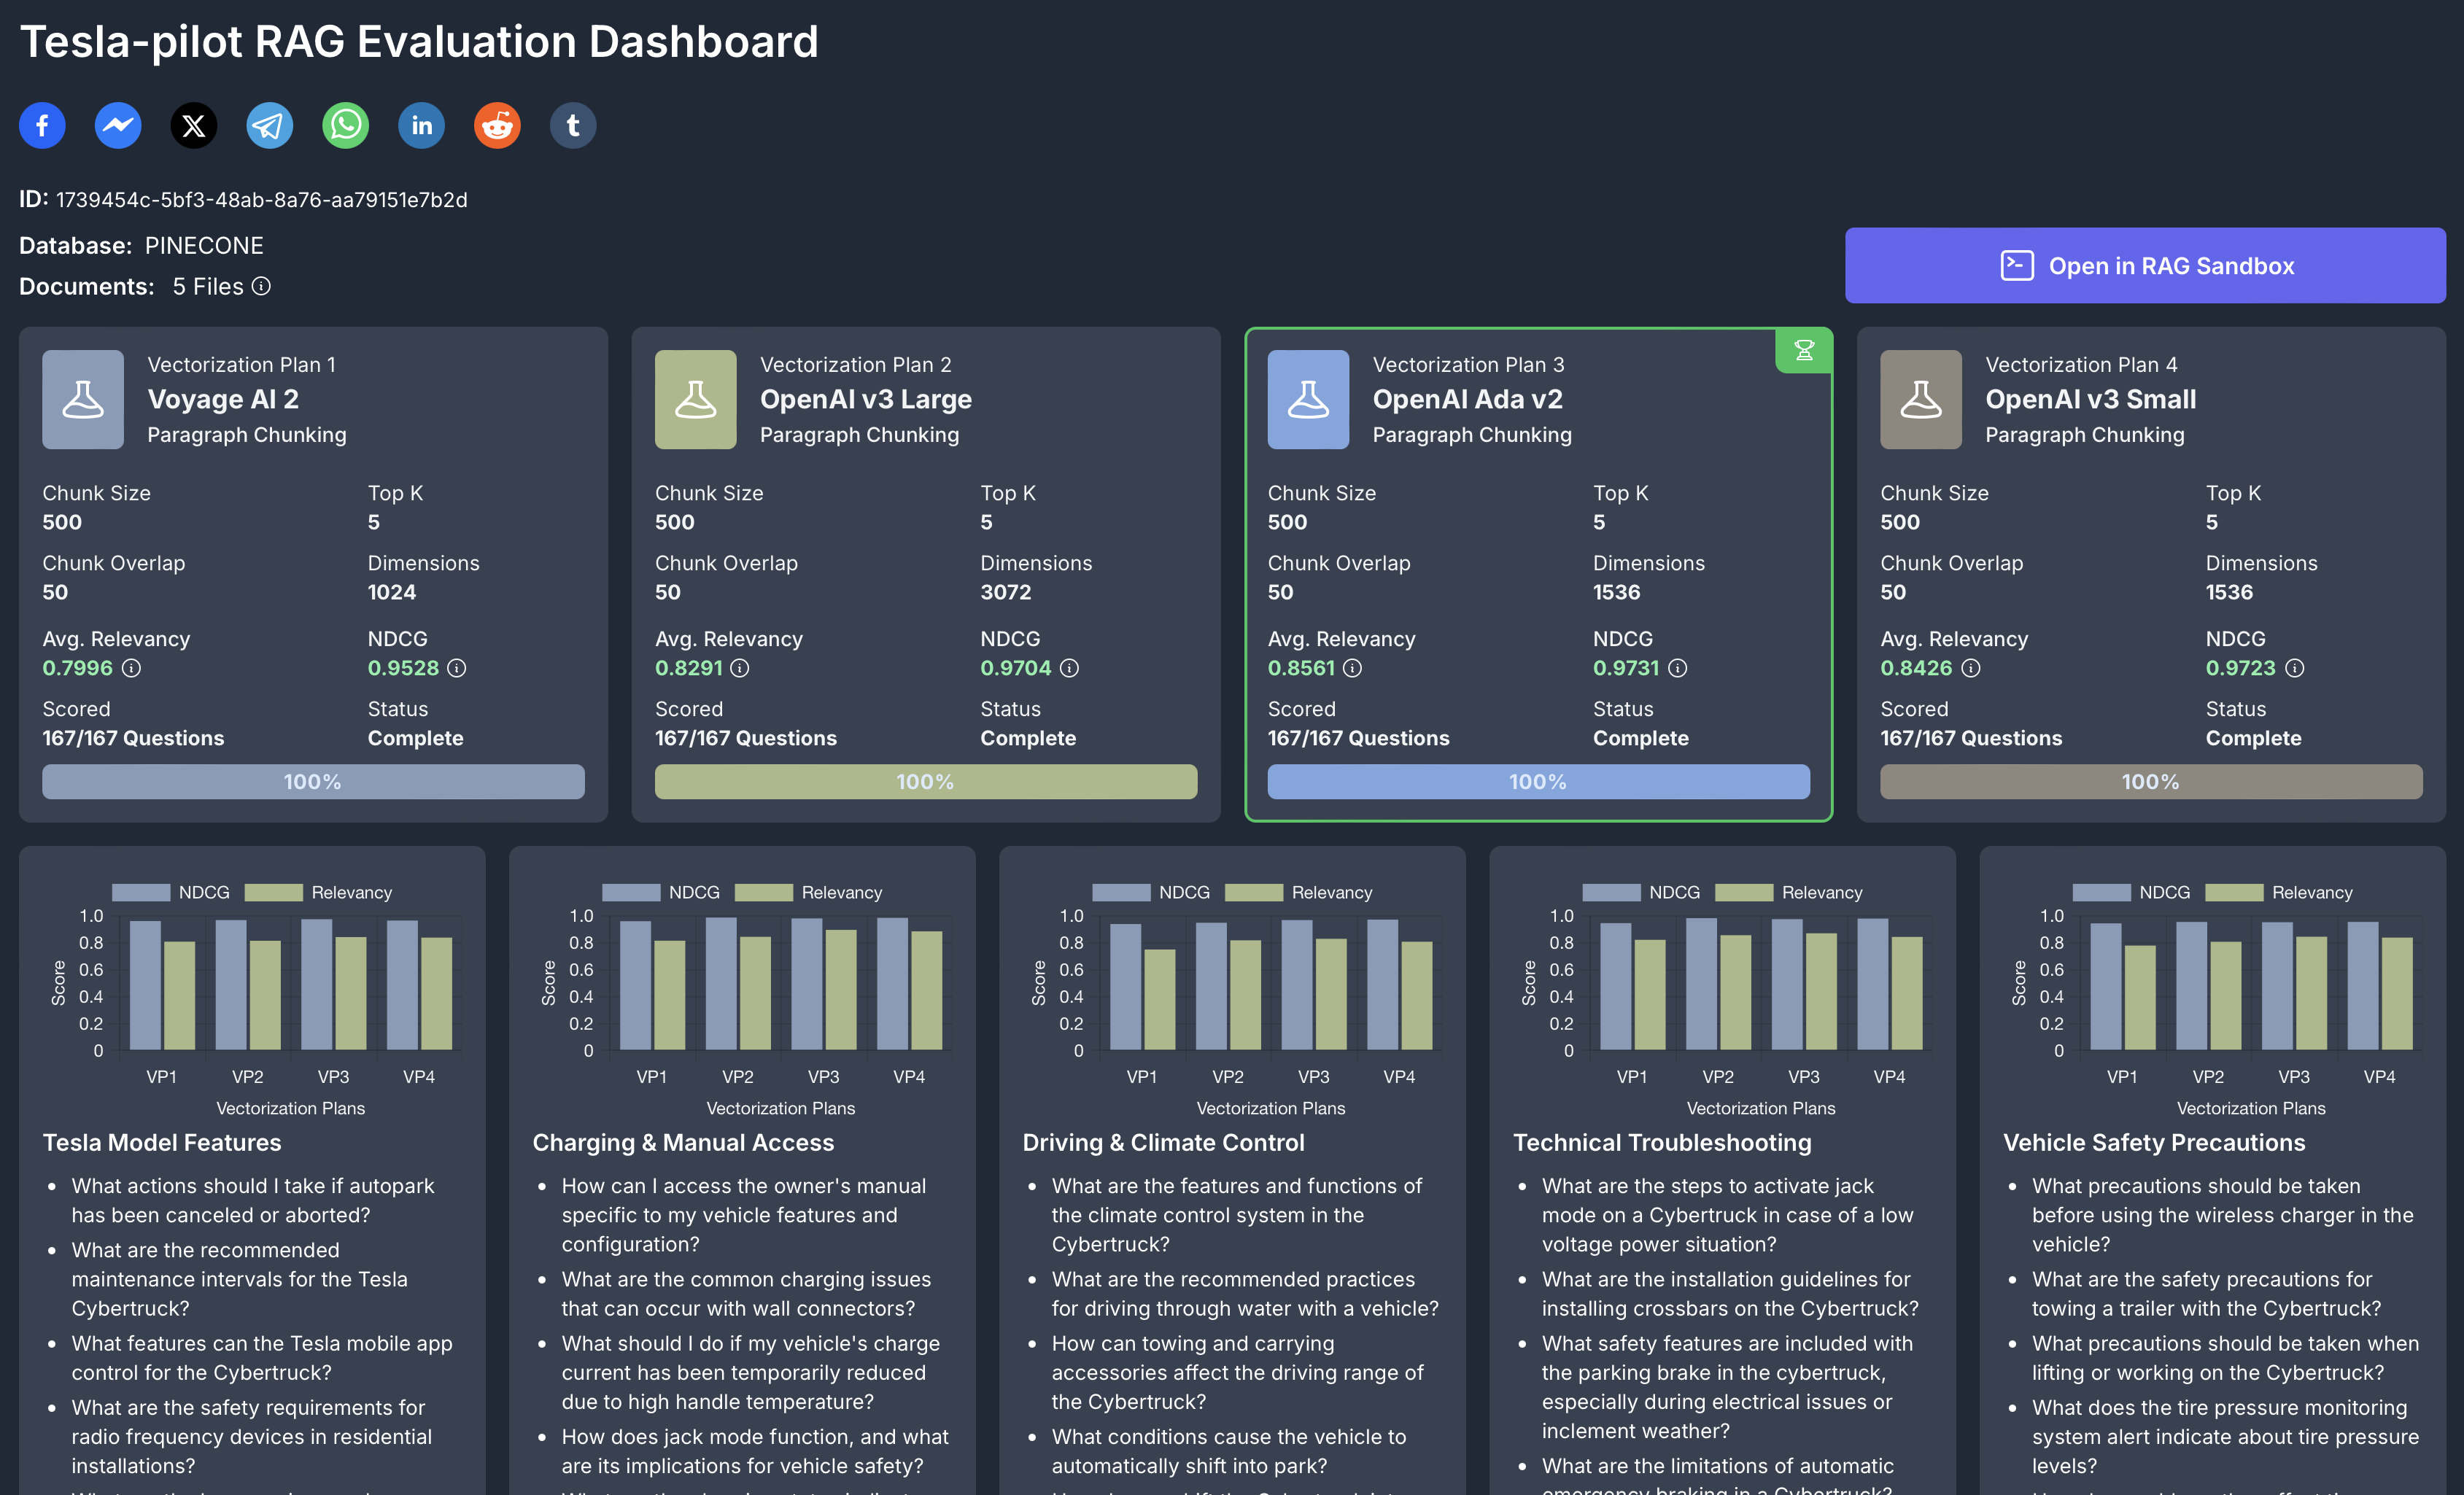 Tesla-pilot RAG Evaluation Dashboard
ID: 1739454c-5bf3-48ab-8a76-aa79151e7b2d
Database: PINECONE
Documents: 5 Files
Open in RAG Sandbox
Vectorization Plan 1
Voyage AI 2
Paragraph Chunking
Chunk Size Top K
500 5
Chunk Overlap Dimensions
50 1024
Avg. Relevancy NDCG
0.7996 0.9528
Scored Status
167/167 Questions Complete
100%
Vectorization Plan 2
OpenAI v3 Large
Paragraph Chunking
Chunk Size Top K
500 5
Chunk Overlap Dimensions
50 3072
Avg. Relevancy NDCG
0.8291 0.9704
Scored Status
167/167 Questions Complete
100%
Vectorization Plan 3
OpenAI Ada v2
Paragraph Chunking
Chunk Size Top K
500 5
Chunk Overlap Dimensions
50 1536
Avg. Relevancy NDCG
0.8561 0.9731
Scored Status
167/167 Questions Complete
100%
Vectorization Plan 4
OpenAI v3 Small
Paragraph Chunking
Chunk Size Top K
500 5
Chunk Overlap Dimensions
50 1536
Avg. Relevancy NDCG
0.8426 0.9723
Scored Status
167/167 Questions Complete
100%
NDCG Relevancy
1.0
0.8
0.6
0.4
0.2
0
Score
VP1 VP2 VP3 VP4
Vectorization Plans
Tesla Model Features
• What actions should I take if autopark
has been canceled or aborted?
• What are the recommended
maintenance intervals for the Tesla
Cybertruck?
• What features can the Tesla mobile app
control for the Cybertruck?
• What are the safety requirements for
radio frequency devices in residential
installations?
NDCG Relevancy
1.0
0.8
0.6
0.4
0.2
0
Score
VP1 VP2 VP3 VP4
Vectorization Plans
Charging & Manual Access
• How can I access the owner's manual
specific to my vehicle features and
configuration?
• What are the common charging issues
that can occur with wall connectors?
• What should I do if my vehicle's charge
current has been temporarily reduced
due to high handle temperature?
• How does jack mode function, and what
are its implications for vehicle safety?
NDCG Relevancy
1.0
0.8
0.6
0.4
0.2
0
Score
VP1 VP2 VP3 VP4
Vectorization Plans
Driving & Climate Control
• What are the features and functions of
the climate control system in the
Cybertruck?
• What are the recommended practices
for driving through water with a vehicle?
• How can towing and carrying
accessories affect the driving range of
the Cybertruck?
• What conditions cause the vehicle to
automatically shift into park?
NDCG Relevancy
1.0
0.8
0.6
0.4
0.2
0
Score
VP1 VP2 VP3 VP4
Vectorization Plans
Technical Troubleshooting
• What are the steps to activate jack
mode on a Cybertruck in case of a low
voltage power situation?
• What are the installation guidelines for
installing crossbars on the Cybertruck?
• What safety features are included with
the parking brake in the cybertruck,
especially during electrical issues or
inclement weather?
• What are the limitations of automatic
emergency braking in a Cybertruck?
NDCG Relevancy
1.0
0.8
0.6
0.4
0.2
0
Score
VP1 VP2 VP3 VP4
Vectorization Plans
Vehicle Safety Precautions
• What precautions should be taken
before using the wireless charger in the
vehicle?
• What are the safety precautions for
towing a trailer with the Cybertruck?
• What precautions should be taken when
lifting or working on the Cybertruck?
• What does the tire pressure monitoring
system alert indicate about tire pressure
levels?